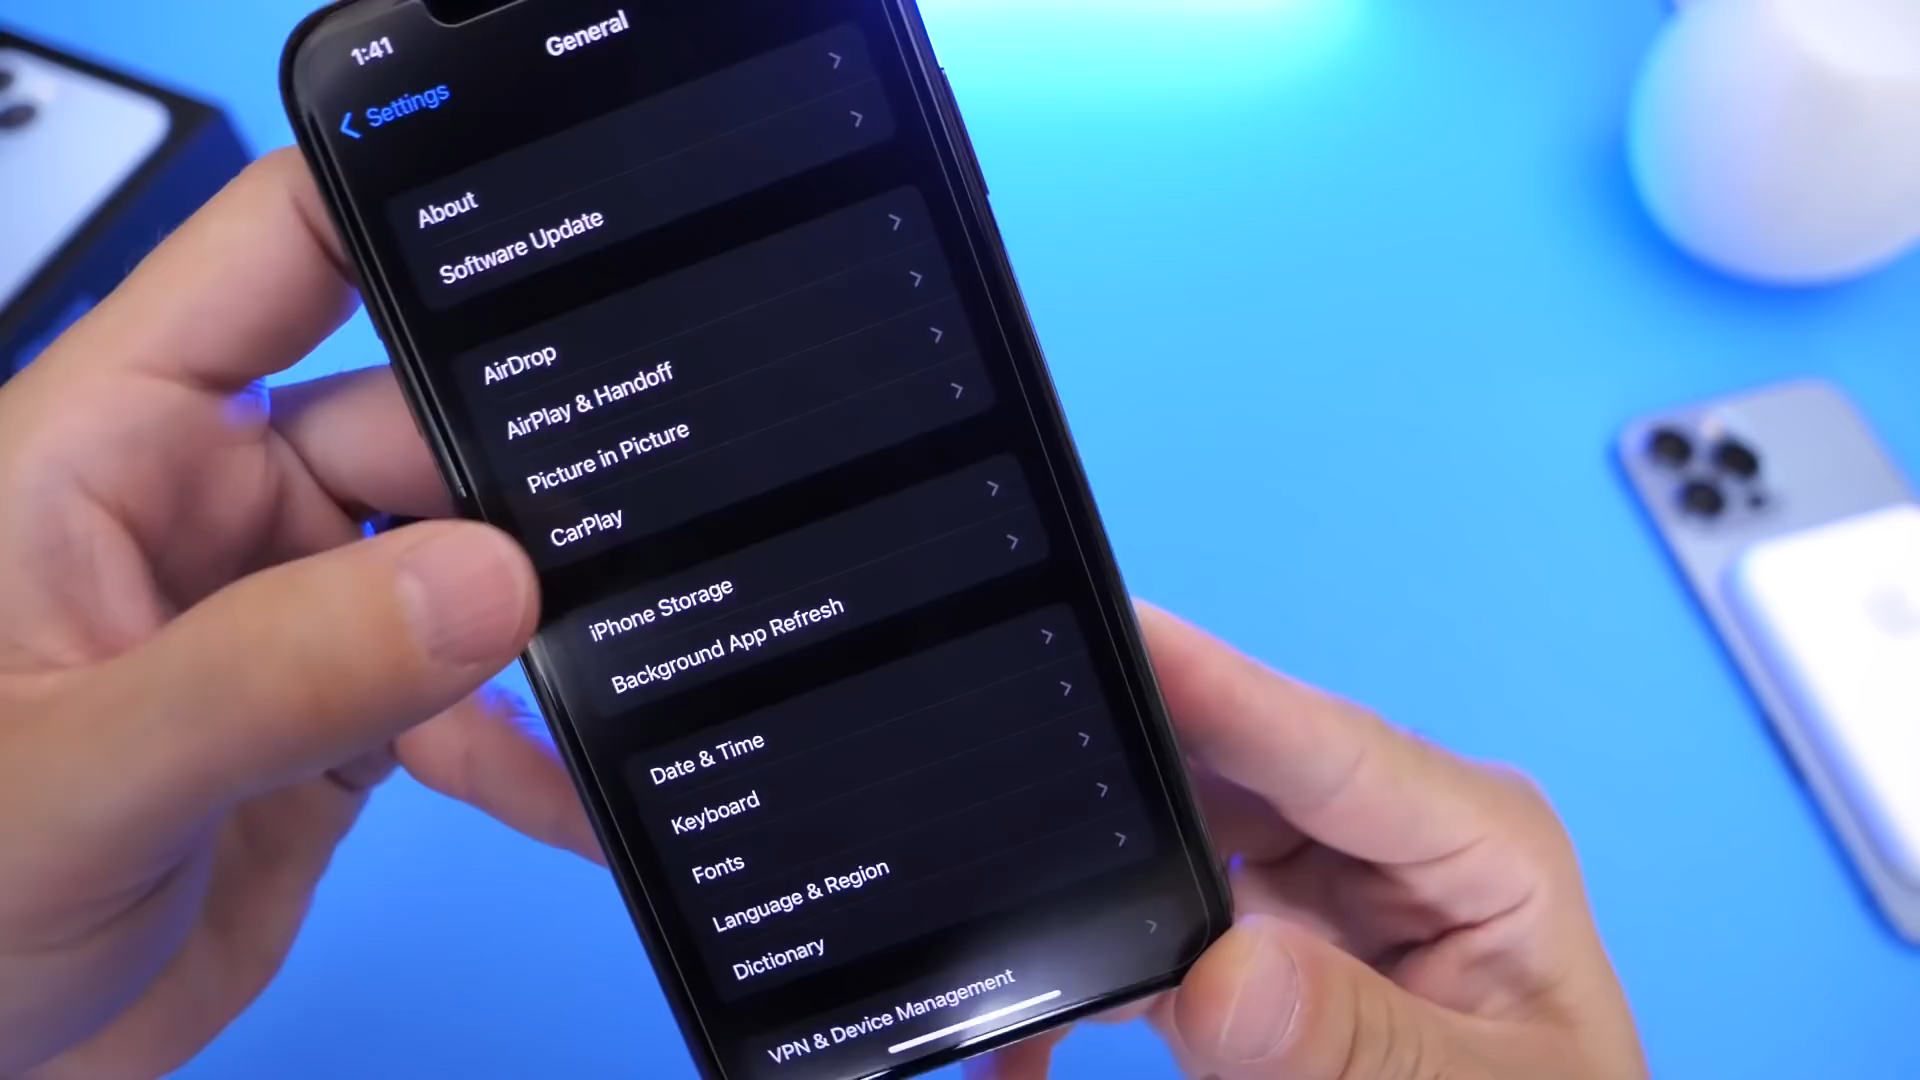 1:41
General
Settings
About
Software Update
AirDrop
AirPlay & Handoff
Picture in Picture
CarPlay
iPhone Storage
Background App Refresh
Date & Time
Keyboard
Fonts
Language & Region
Dictionary
VPN & Device Management